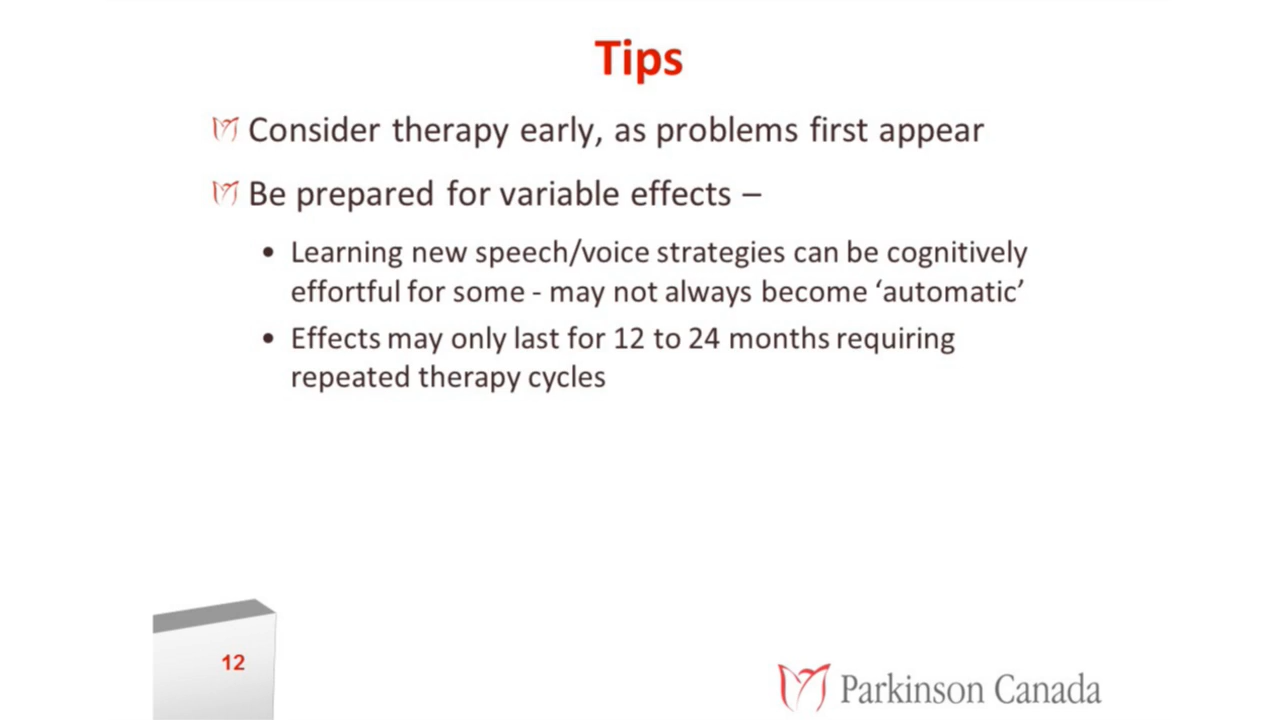 Tips
Consider therapy early, as problems first appear
Be prepared for variable effects –
• Learning new speech/voice strategies can be cognitively
effortful for some - may not always become ‘automatic’
• Effects may only last for 12 to 24 months requiring
repeated therapy cycles
12
Parkinson Canada